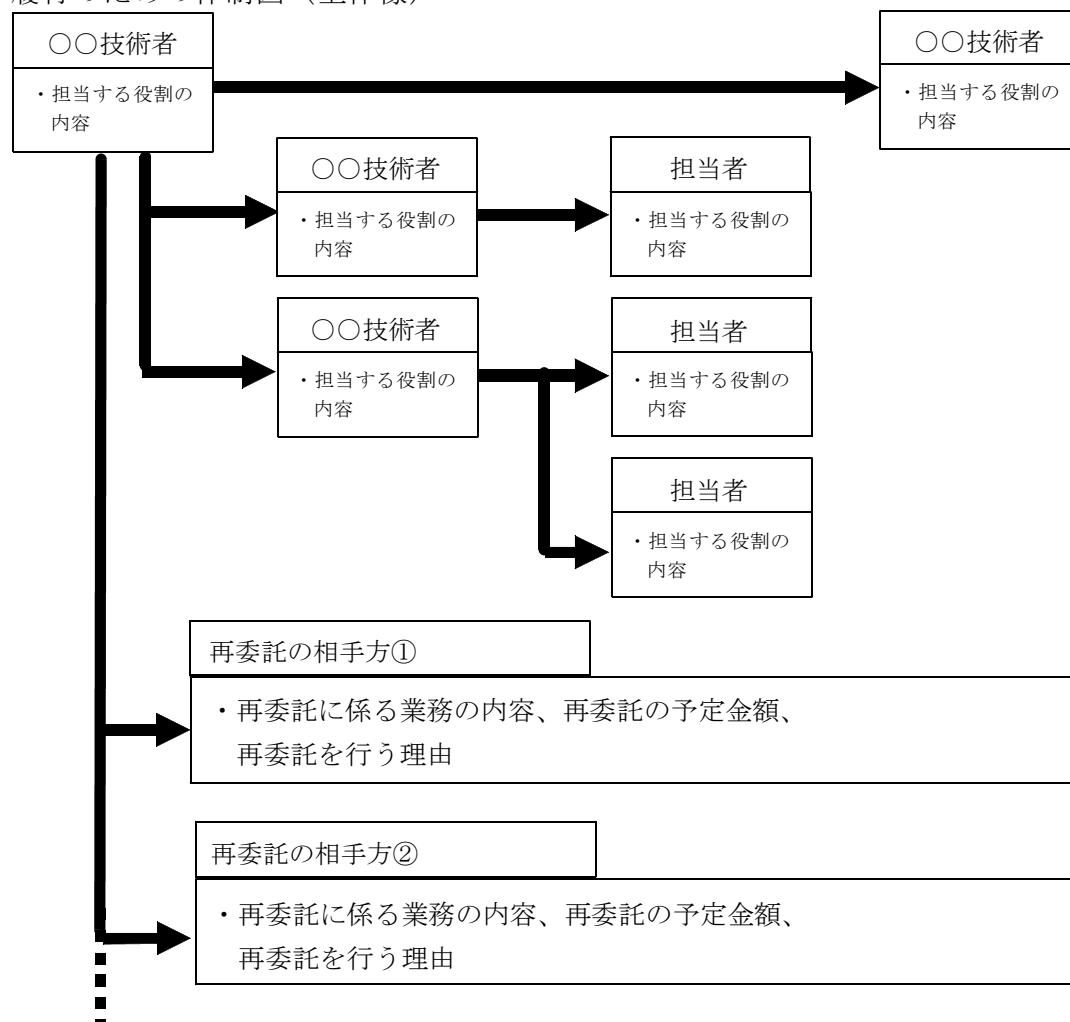 〇〇技術者
・担当する役割の
内容
〇〇技術者
・担当する役割の
内容
〇〇技術者
・担当する役割の
内容
担当者
・担当する役割の
内容
〇〇技術者
・担当する役割の
内容
担当者
・担当する役割の
内容
担当者
・担当する役割の
内容
再委託の相手方①
・再委託に係る業務の内容、再委託の予定金額、
再委託を行う理由
再委託の相手方②
・再委託に係る業務の内容、再委託の予定金額、
再委託を行う理由